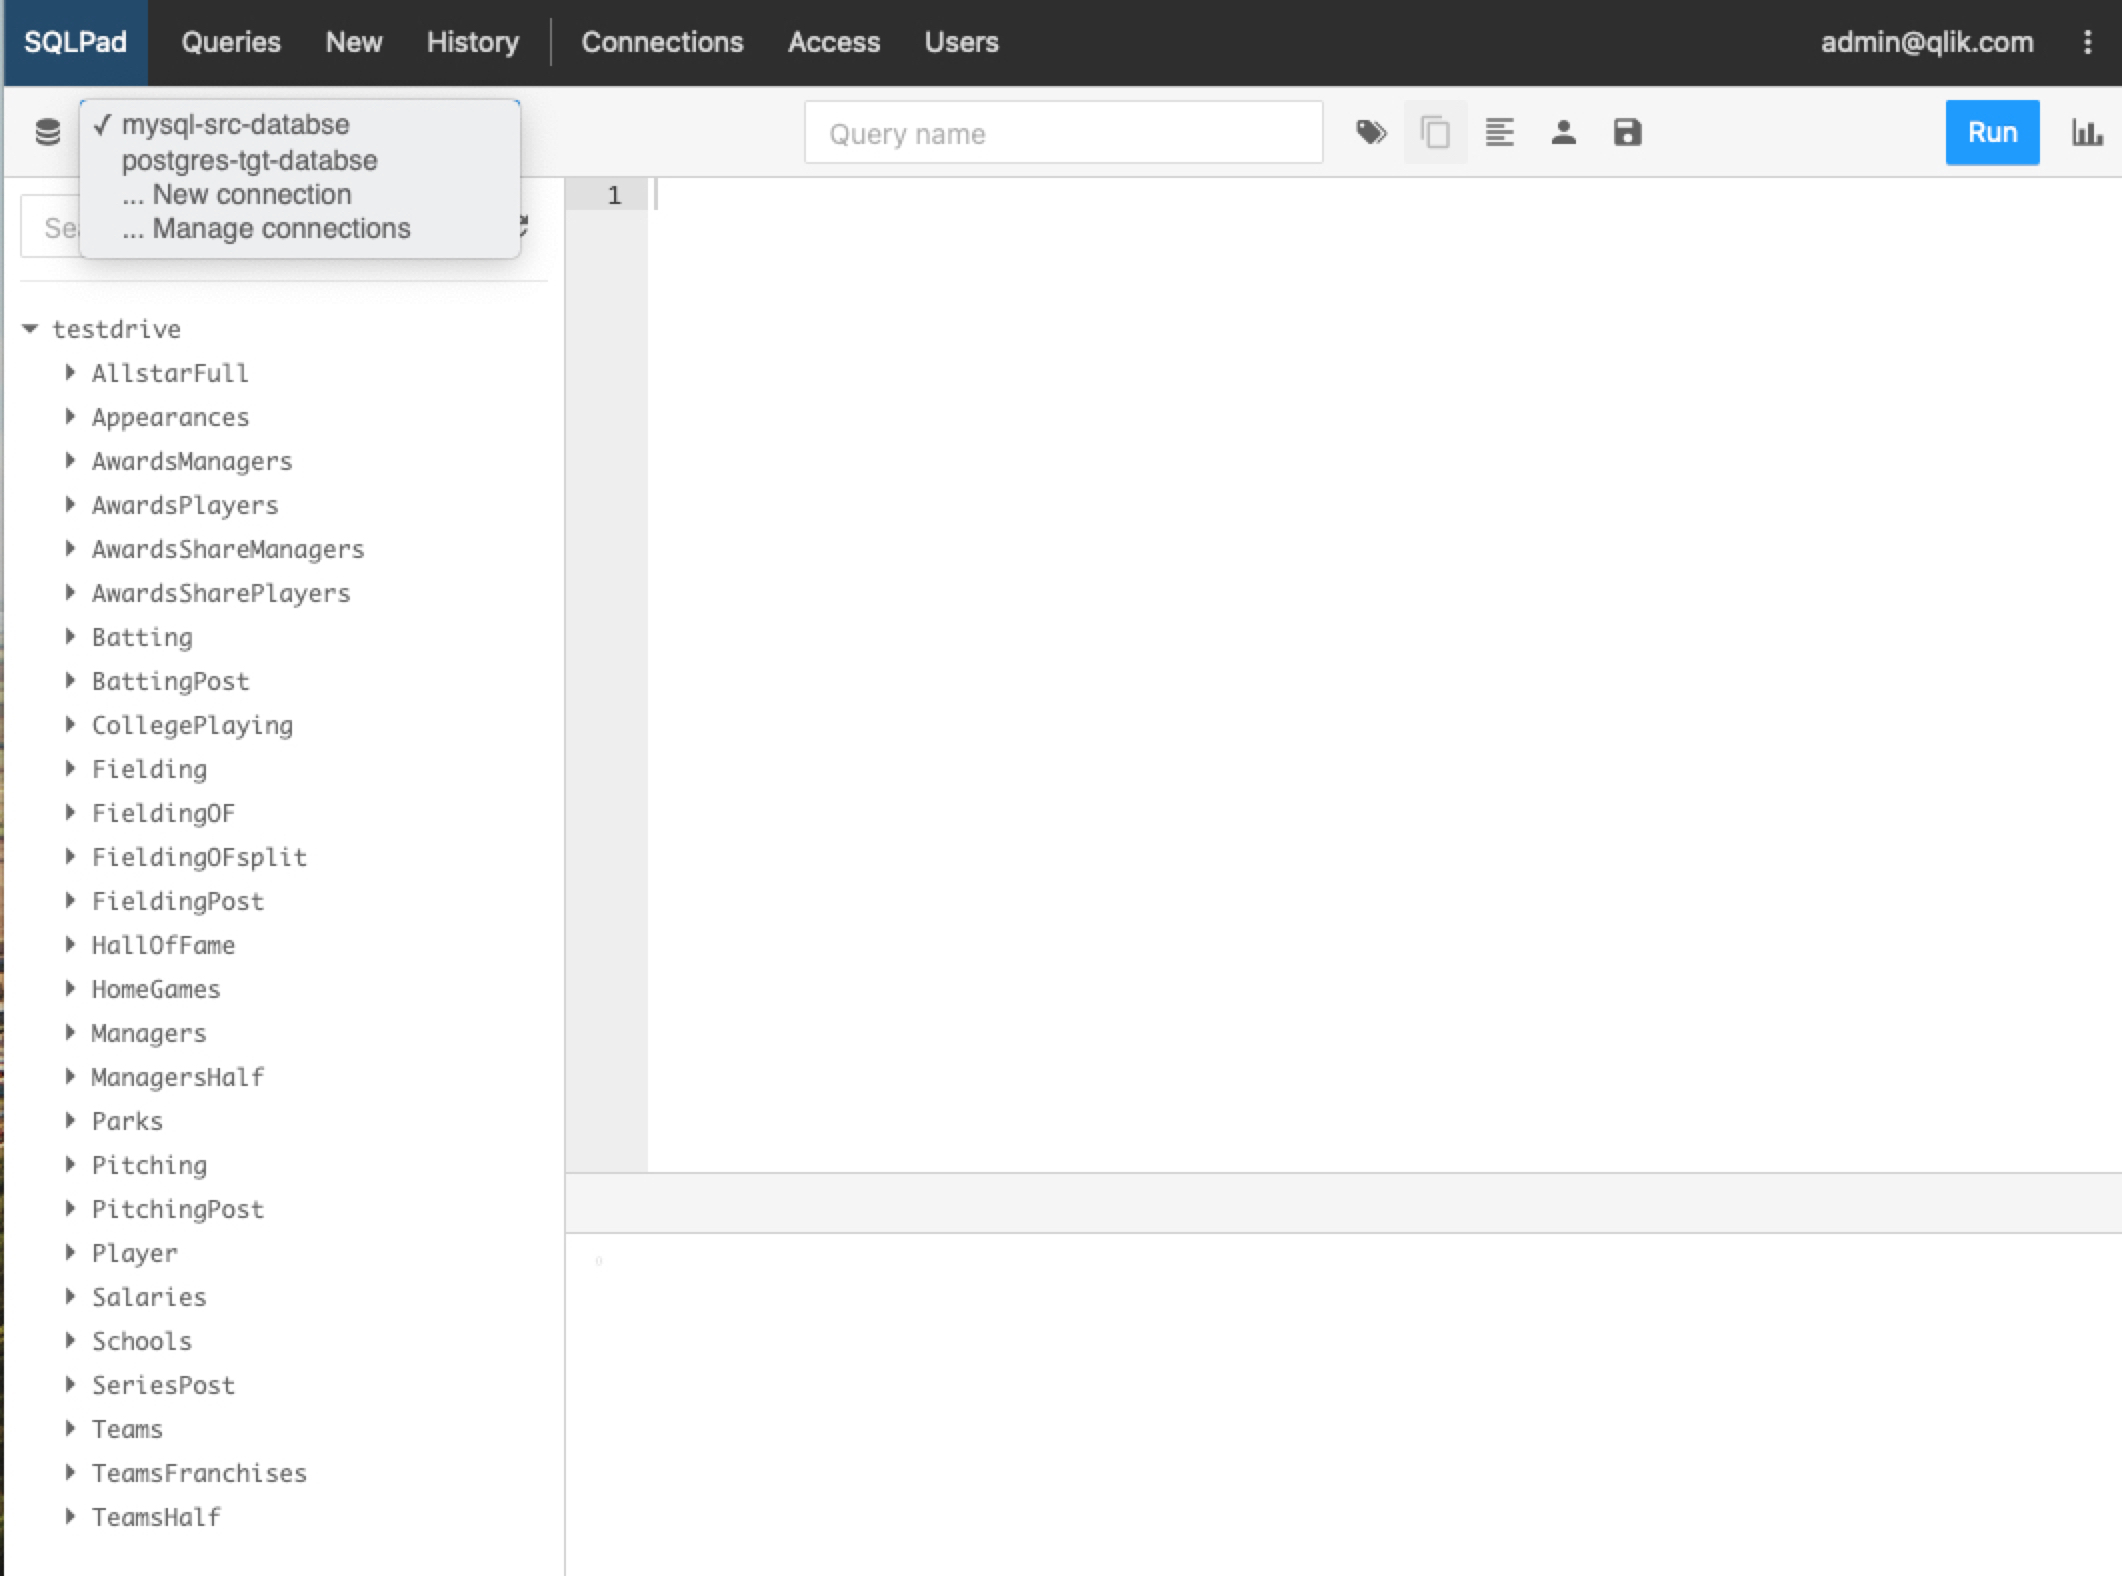 SQLPad Queries New History Connections Access Users admin@qlik.com
✓ mysql-src-databse
postgres-tgt-databse
... New connection
... Manage connections
Query name
Run
Se
1
testdrive
AllstarFull
Appearances
AwardsManagers
AwardsPlayers
AwardsShareManagers
AwardsSharePlayers
Batting
BattingPost
CollegePlaying
Fielding
FieldingOF
FieldingOFsplit
FieldingPost
HallOfFame
HomeGames
Managers
ManagersHalf
Parks
Pitching
PitchingPost
Player
Salaries
Schools
SeriesPost
Teams
TeamsFranchises
TeamsHalf
0